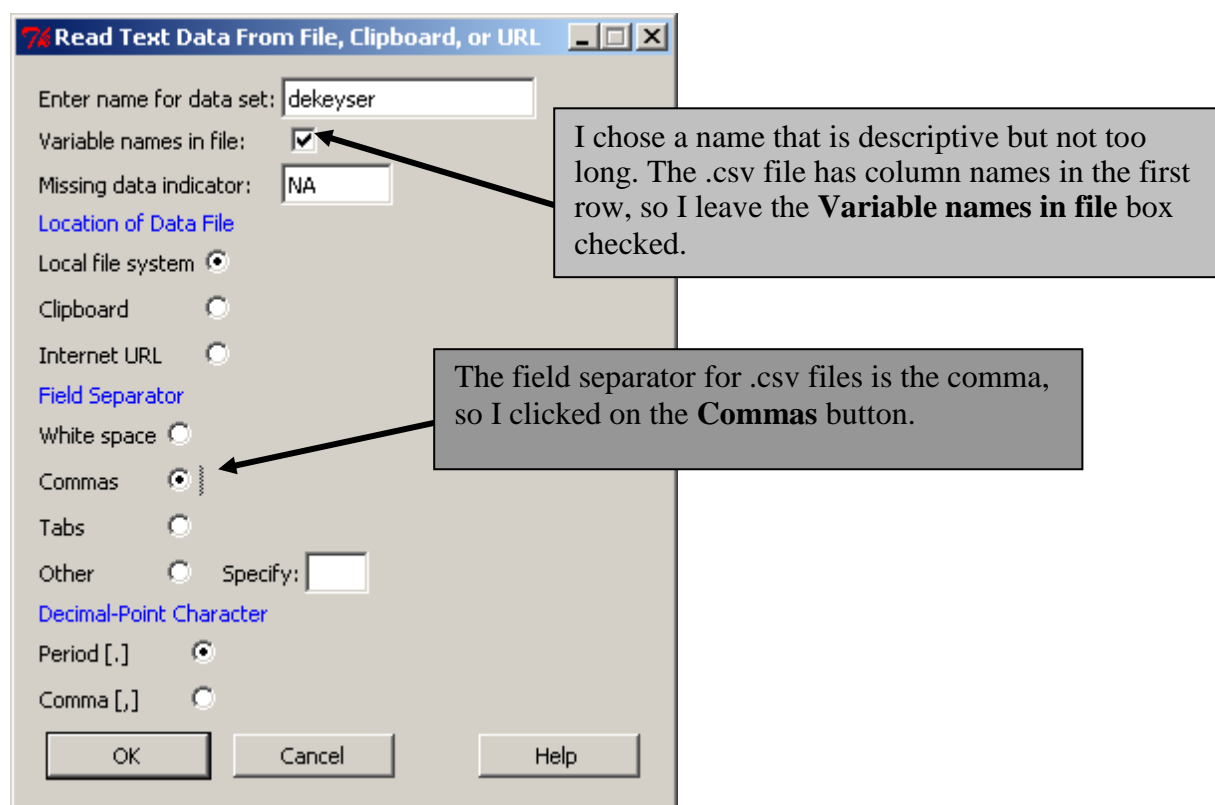 Read Text Data From File, Clipboard, or URL
Enter name for data set: dekeyser
Variable names in file:
Missing data indicator: NA
Location of Data File
Local file system
Clipboard
Internet URL
Field Separator
White space
Commas
Tabs
Other Specify:
Decimal-Point Character
Period [.]
Comma [,]
OK Cancel Help
I chose a name that is descriptive but not too
long. The .csv file has column names in the first
row, so I leave the Variable names in file box
checked.
The field separator for .csv files is the comma,
so I clicked on the Commas button.